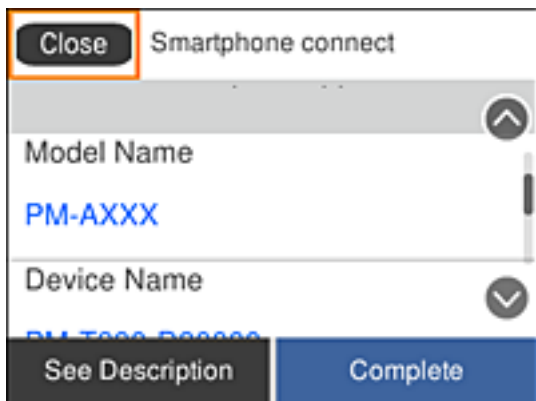 Close
Smartphone connect
Model Name
PM-AXXX
Device Name
See Description
Complete